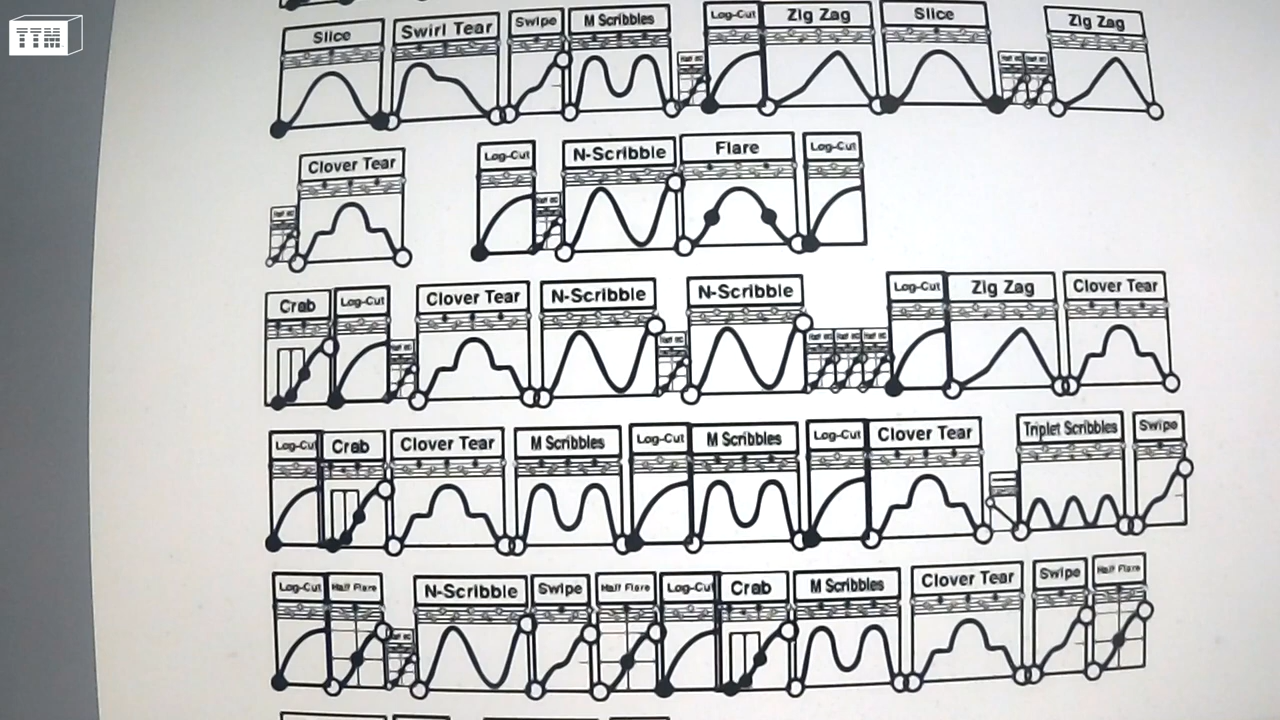 TTM
Slice Swirl Tear Swipe M Scribbles Log-Cut Zig Zag Slice Zig Zag
Clover Tear Log-Cut N-Scribble Flare Log-Cut
Crab Log-Cut Clover Tear N-Scribble N-Scribble Log-Cut Zig Zag Clover Tear
Log-Cut Crab Clover Tear M Scribbles Log-Cut M Scribbles Log-Cut Clover Tear Triplet Scribbles Swipe
Log-Cut Half Flare N-Scribble Swipe Half Flare Log-Cut Crab M Scribbles Clover Tear Swipe Half Flare